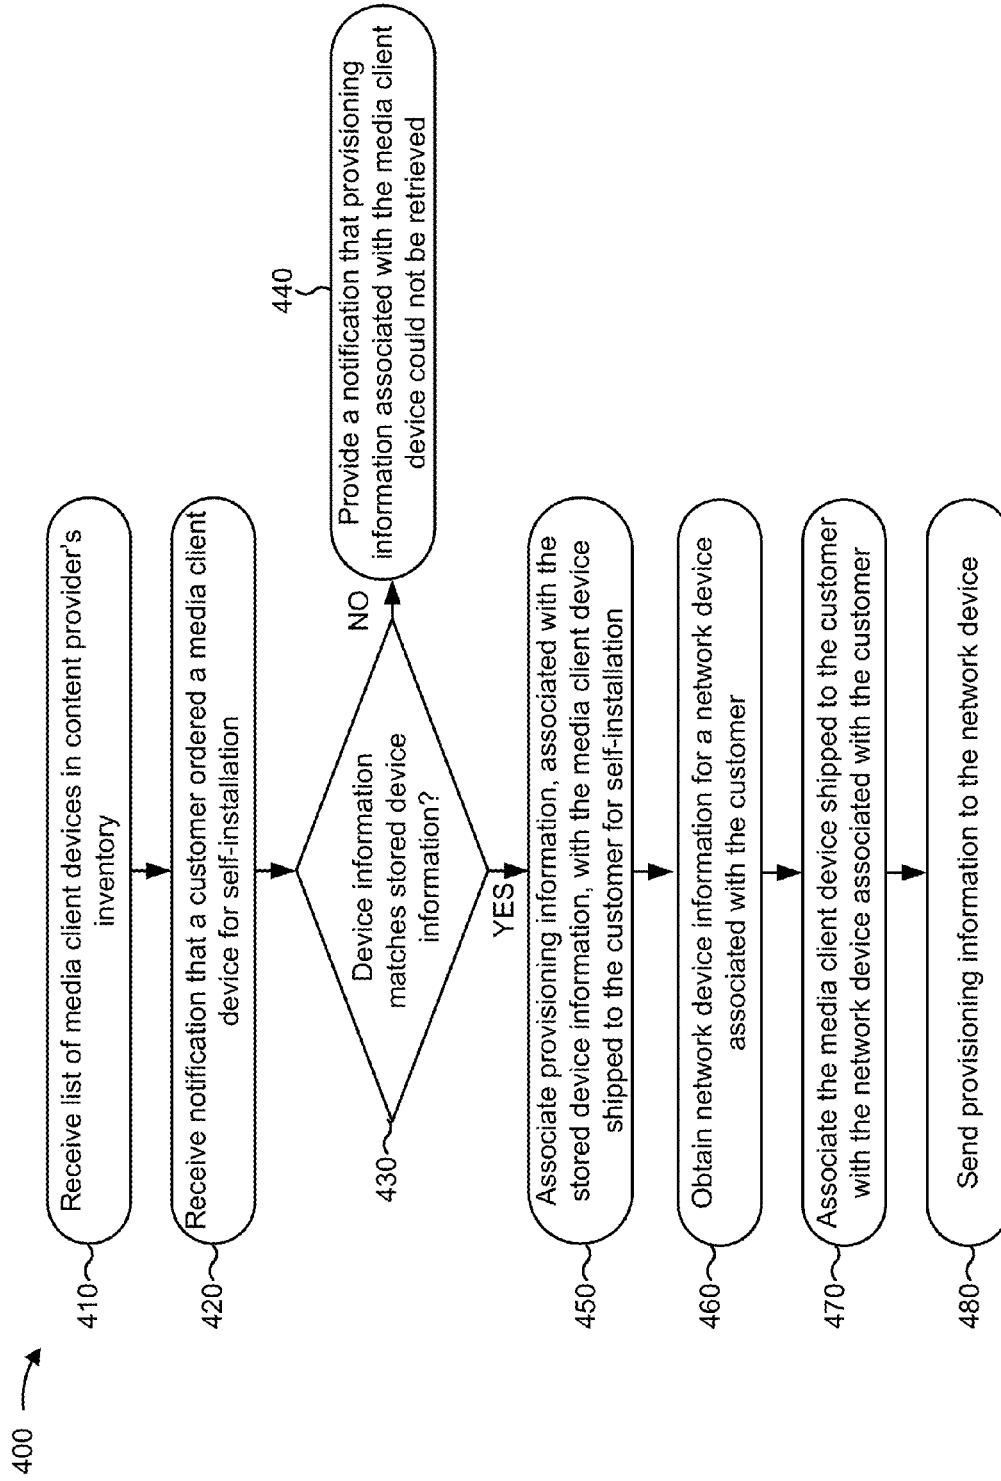 400
410
Receive list of media client devices in content provider's
inventory
420
Receive notification that a customer ordered a media client
device for self-installation
430
Device information
matches stored device
information?
NO
440
Provide a notification that provisioning
information associated with the media client
device could not be retrieved
YES
450
Associate provisioning information, associated with the
stored device information, with the media client device
shipped to the customer for self-installation
460
Obtain network device information for a network device
associated with the customer
470
Associate the media client device shipped to the customer
with the network device associated with the customer
480
Send provisioning information to the network device